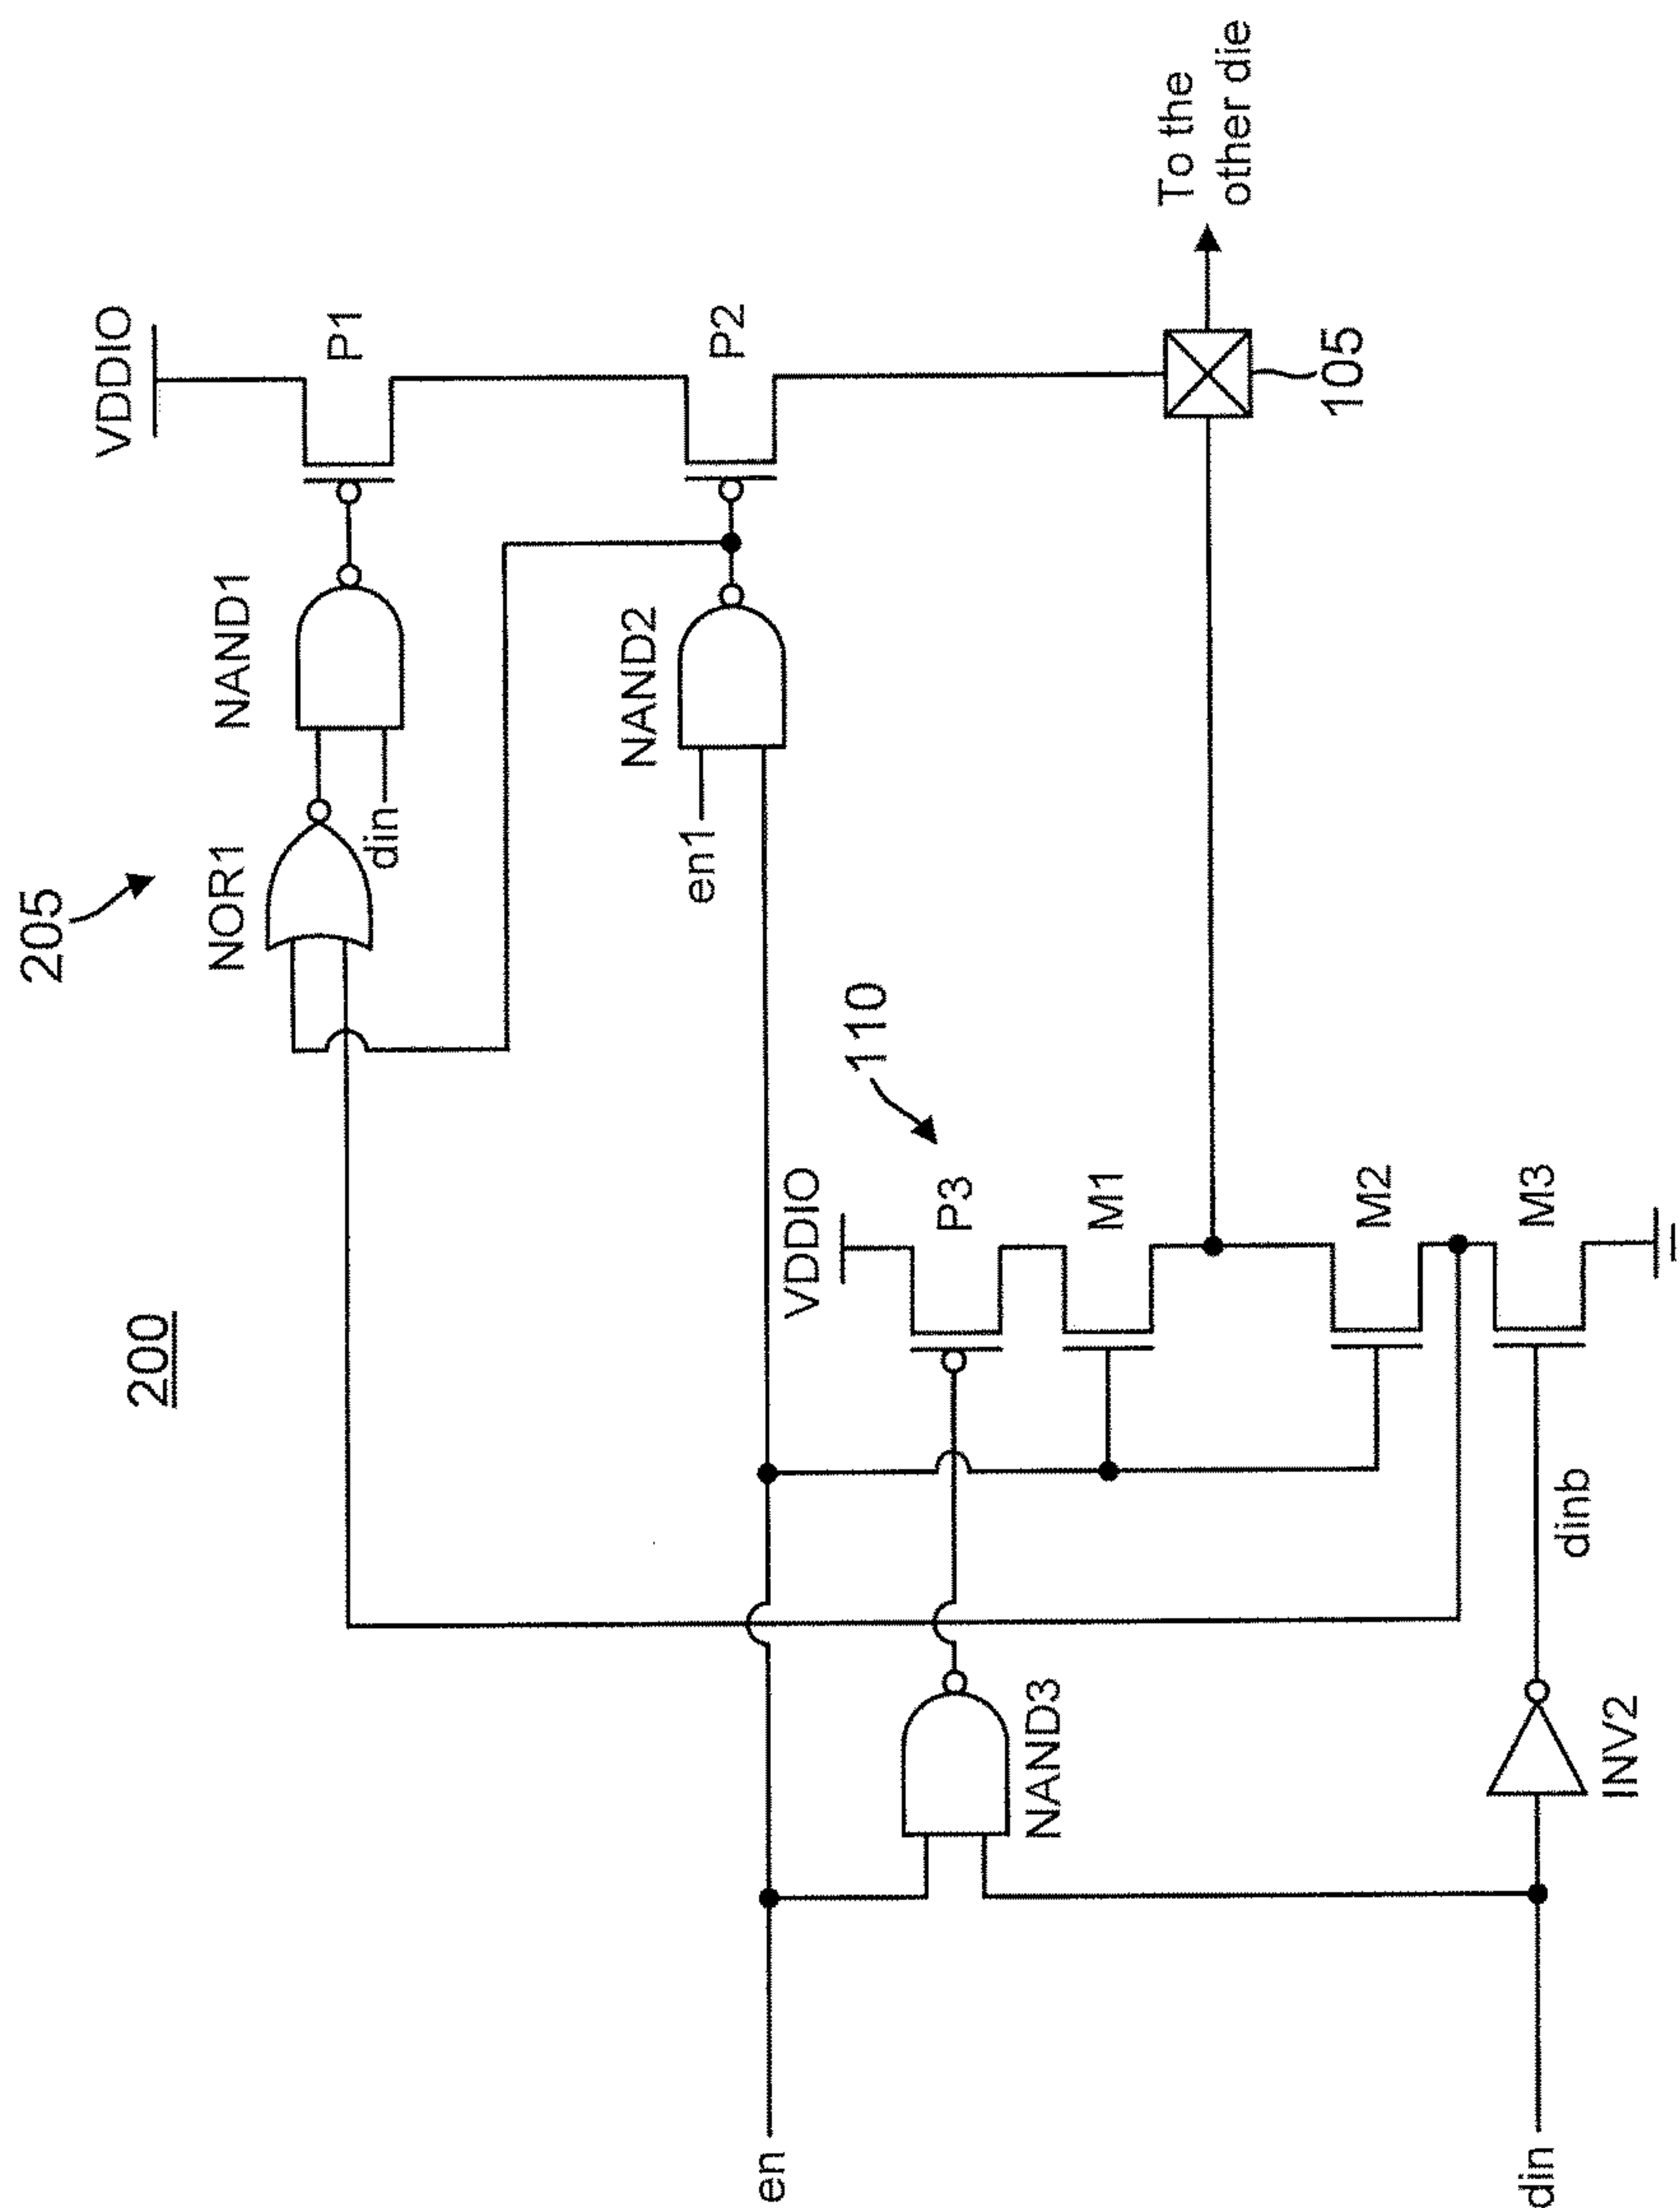 200
205
VDDIO
P1
NAND1
NOR1
din
P2
NAND2
en1
110
VDDIO
P3
M1
M2
M3
To the
other die
105
en
NAND3
dinb
INV2
din